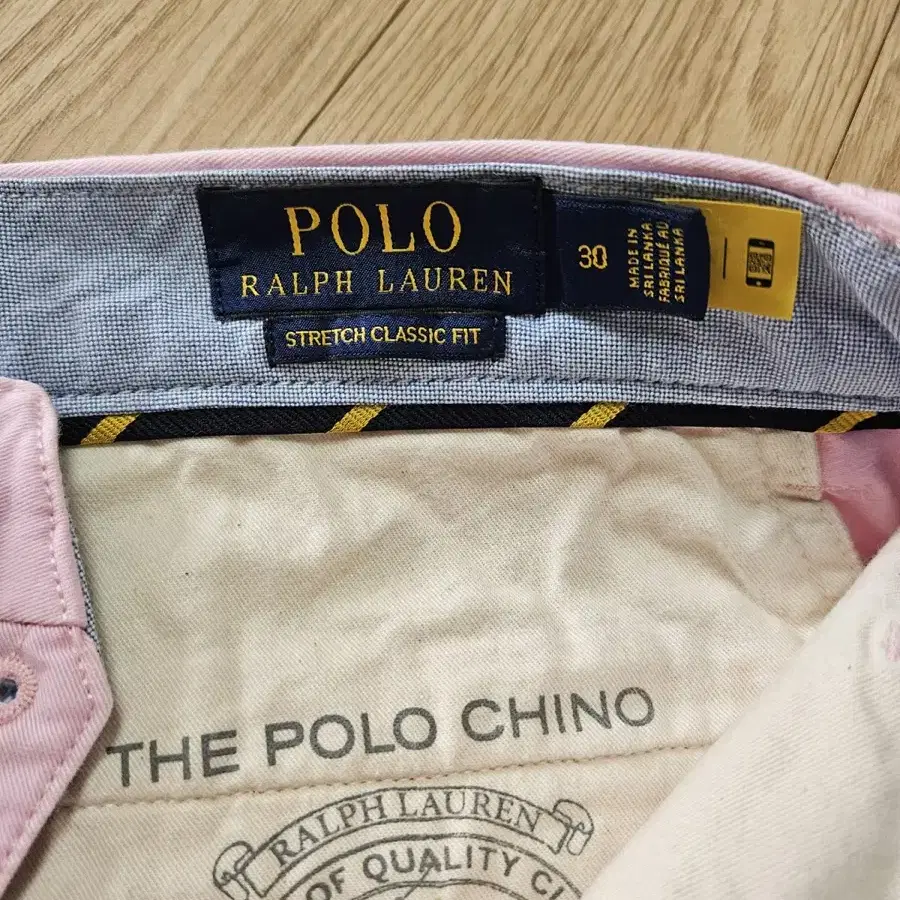 POLO
RALPH LAUREN
STRETCH CLASSIC FIT
30
MADE IN
SRI LANKA
FABRIQUÉ AU
SRI LANKA
THE POLO CHINO
RALPH LAUREN
OF QUALITY